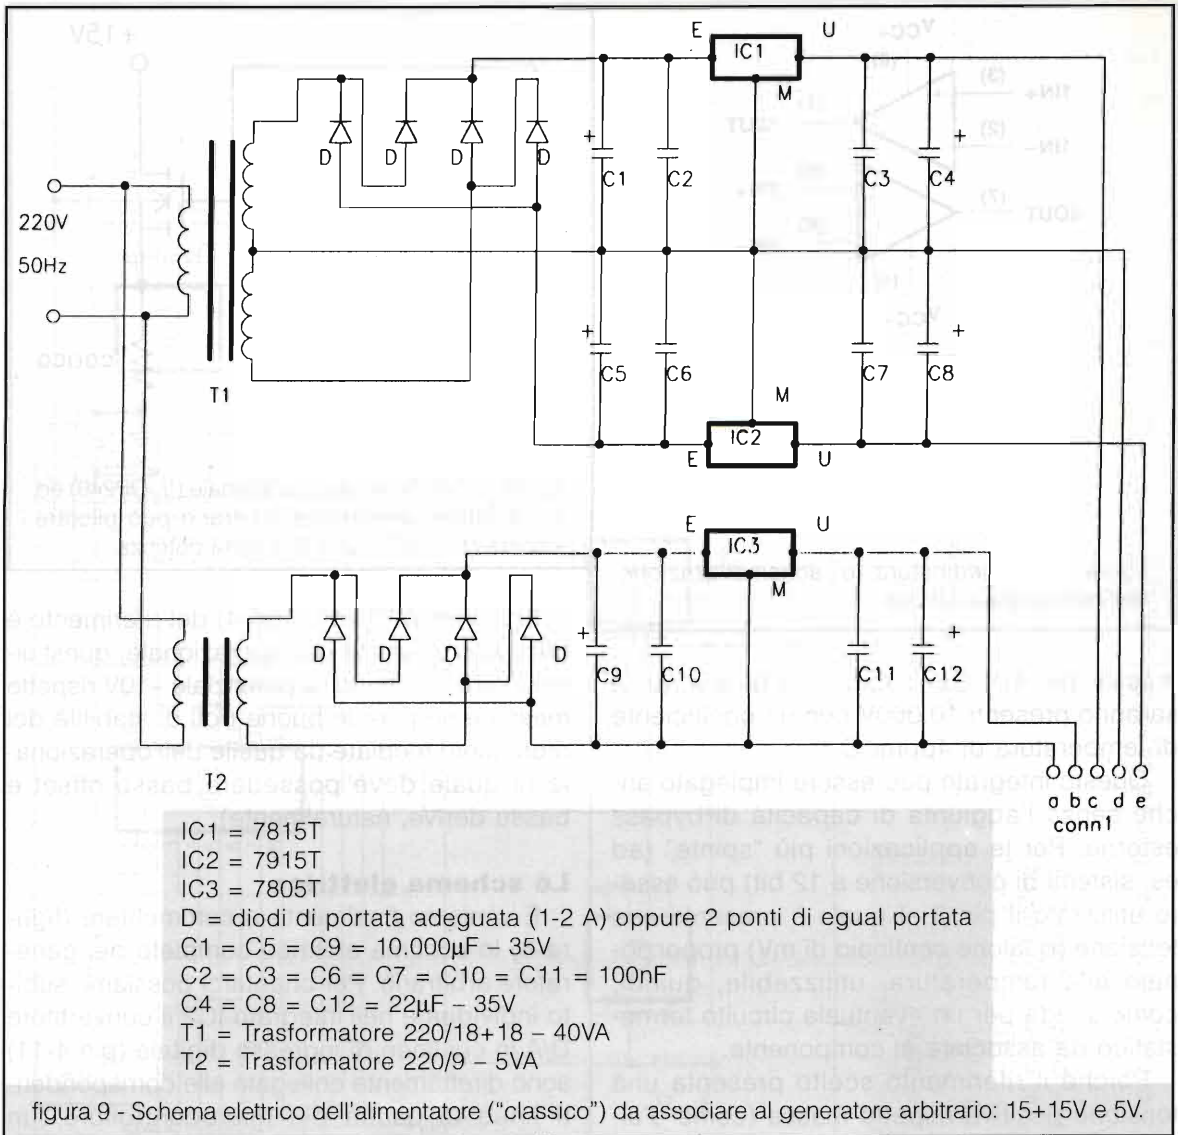 E IC1 U
M
D D D D
+ C1 C2 C3 C4 +
220V
50Hz
T1
+ C5 C6 C7 C8 +
M
E IC2 U
E IC3 U
M
D D D D
+ C9 C10 C11 C12 +
T2
a b c d e
conn1
IC1 = 7815T
IC2 = 7915T
IC3 = 7805T
D = diodi di portata adeguata (1-2 A) oppure 2 ponti di egual portata
C1 = C5 = C9 = 10.000µF – 35V
C2 = C3 = C6 = C7 = C10 = C11 = 100nF
C4 = C8 = C12 = 22µF – 35V
T1 = Trasformatore 220/18+18 – 40VA
T2 = Trasformatore 220/9 – 5VA
figura 9 - Schema elettrico dell'alimentatore (“classico”) da associare al generatore arbitrario: 15+15V e 5V.